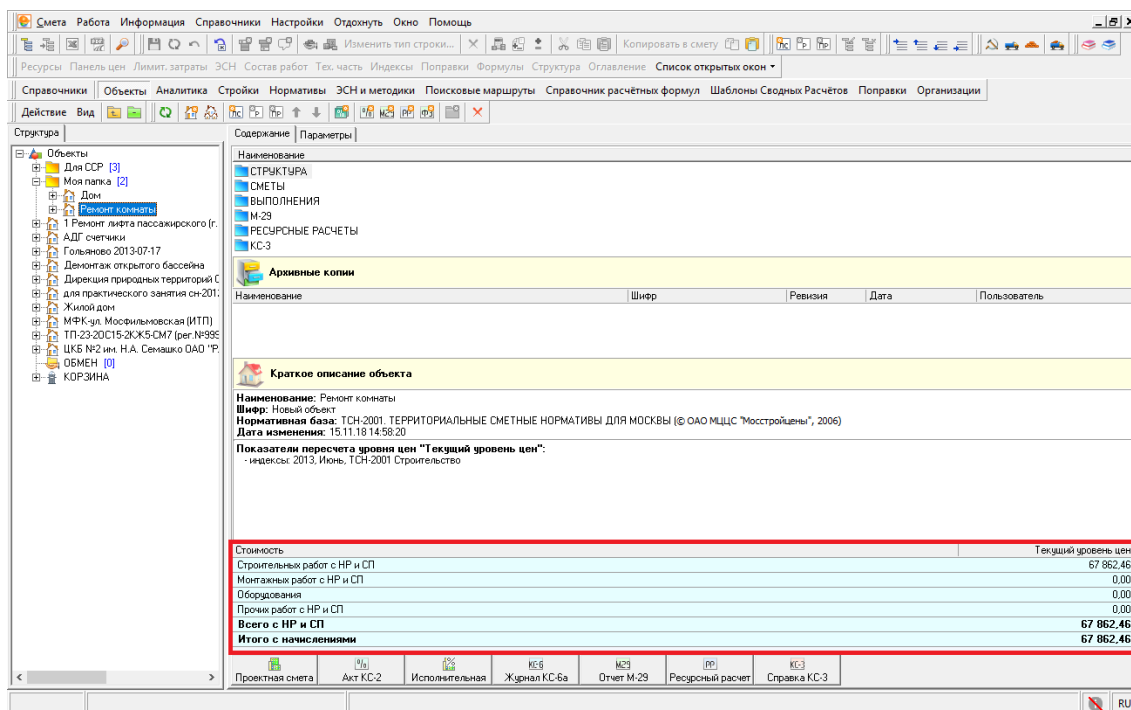 Смета Работа Информация Справочники Настройки Отдохнуть Окно Помощь
Изменить тип строки... Копировать в смету
Ресурсы Панель цен Лимит. затраты ЭСН Состав работ Тех. часть Индексы Поправки Формулы Структура Оглавление Список открытых окон
Справочники Объекты Аналитика Стройки Нормативы ЭСН и методики Поисковые маршруты Справочник расчётных формул Шаблоны Сводных Расчётов Поправки Организации
Действие Вид
Структура
Объекты
Для ССР [3]
Моя папка [2]
Дом
Ремонт комнаты
1 Ремонт лифта пассажирского (г.
АДГ счетчики
Гольяново 2013-07-17
Демонтаж открытого бассейна
Дирекция природных территорий С
для практического занятия сн-201
Жилой дом
МФК-ул. Мосфильмовская (ИТП)
ТП-23-20С15-2КЖ5-СМ7 (рег.№999
ЦКБ №2 им. Н.А. Семашко ОАО "Р.
ОБМЕН [0]
КОРЗИНА
Содержание Параметры
Наименование
СТРУКТУРА
СМЕТЫ
ВЫПОЛНЕНИЯ
М-29
РЕСУРСНЫЕ РАСЧЕТЫ
КС-3
Архивные копии
Наименование Шифр Ревизия Дата Пользователь
Краткое описание объекта
Наименование: Ремонт комнаты
Шифр: Новый объект
Нормативная база: ТСН-2001. ТЕРРИТОРИАЛЬНЫЕ СМЕТНЫЕ НОРМАТИВЫ ДЛЯ МОСКВЫ (© ОАО МЦЦС "Мосстройцены", 2006)
Дата изменения: 15.11.18 14:58:20
Показатели пересчета уровня цен "Текущий уровень цен":
- индексы: 2013, Июнь, ТСН-2001 Строительство
Стоимость Текущий уровень цен
Строительных работ с НР и СП 67 862,46
Монтажных работ с НР и СП 0,00
Оборудования 0,00
Прочих работ с НР и СП 0,00
Всего с НР и СП 67 862,46
Итого с начислениями 67 862,46
Проектная смета Акт КС-2 Исполнительная Журнал КС-6а Отчет М-29 Ресурсный расчет Справка КС-3
RU